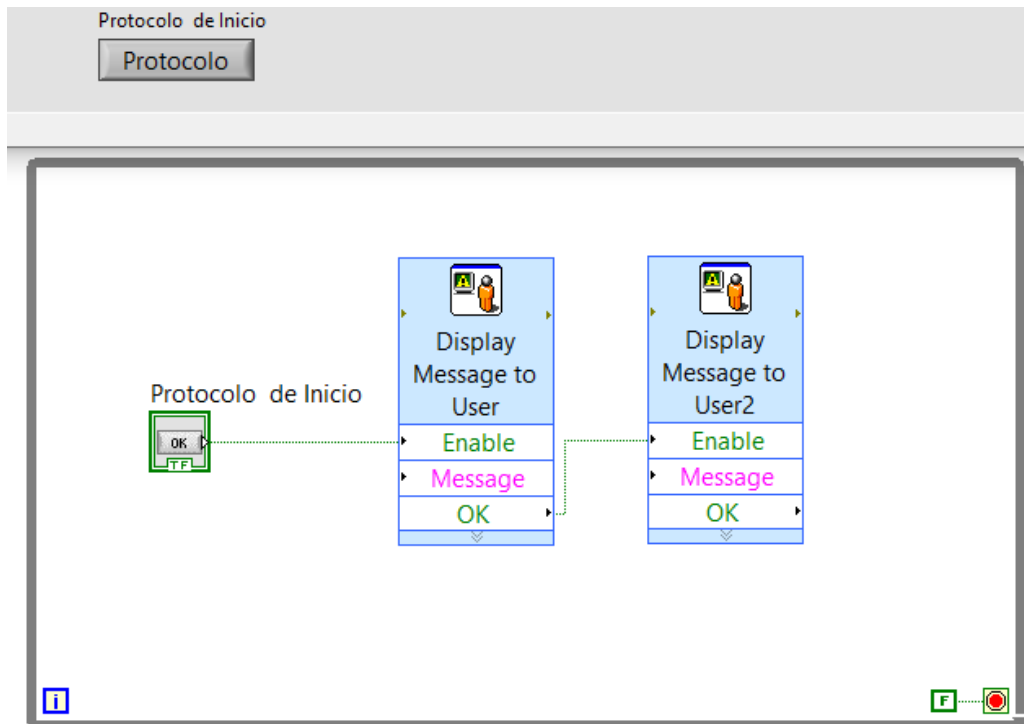 Protocolo de Inicio
Protocolo
Protocolo de Inicio
OK
TF
Display
Message to
User
Enable
Message
OK
Display
Message to
User2
Enable
Message
OK
i
F